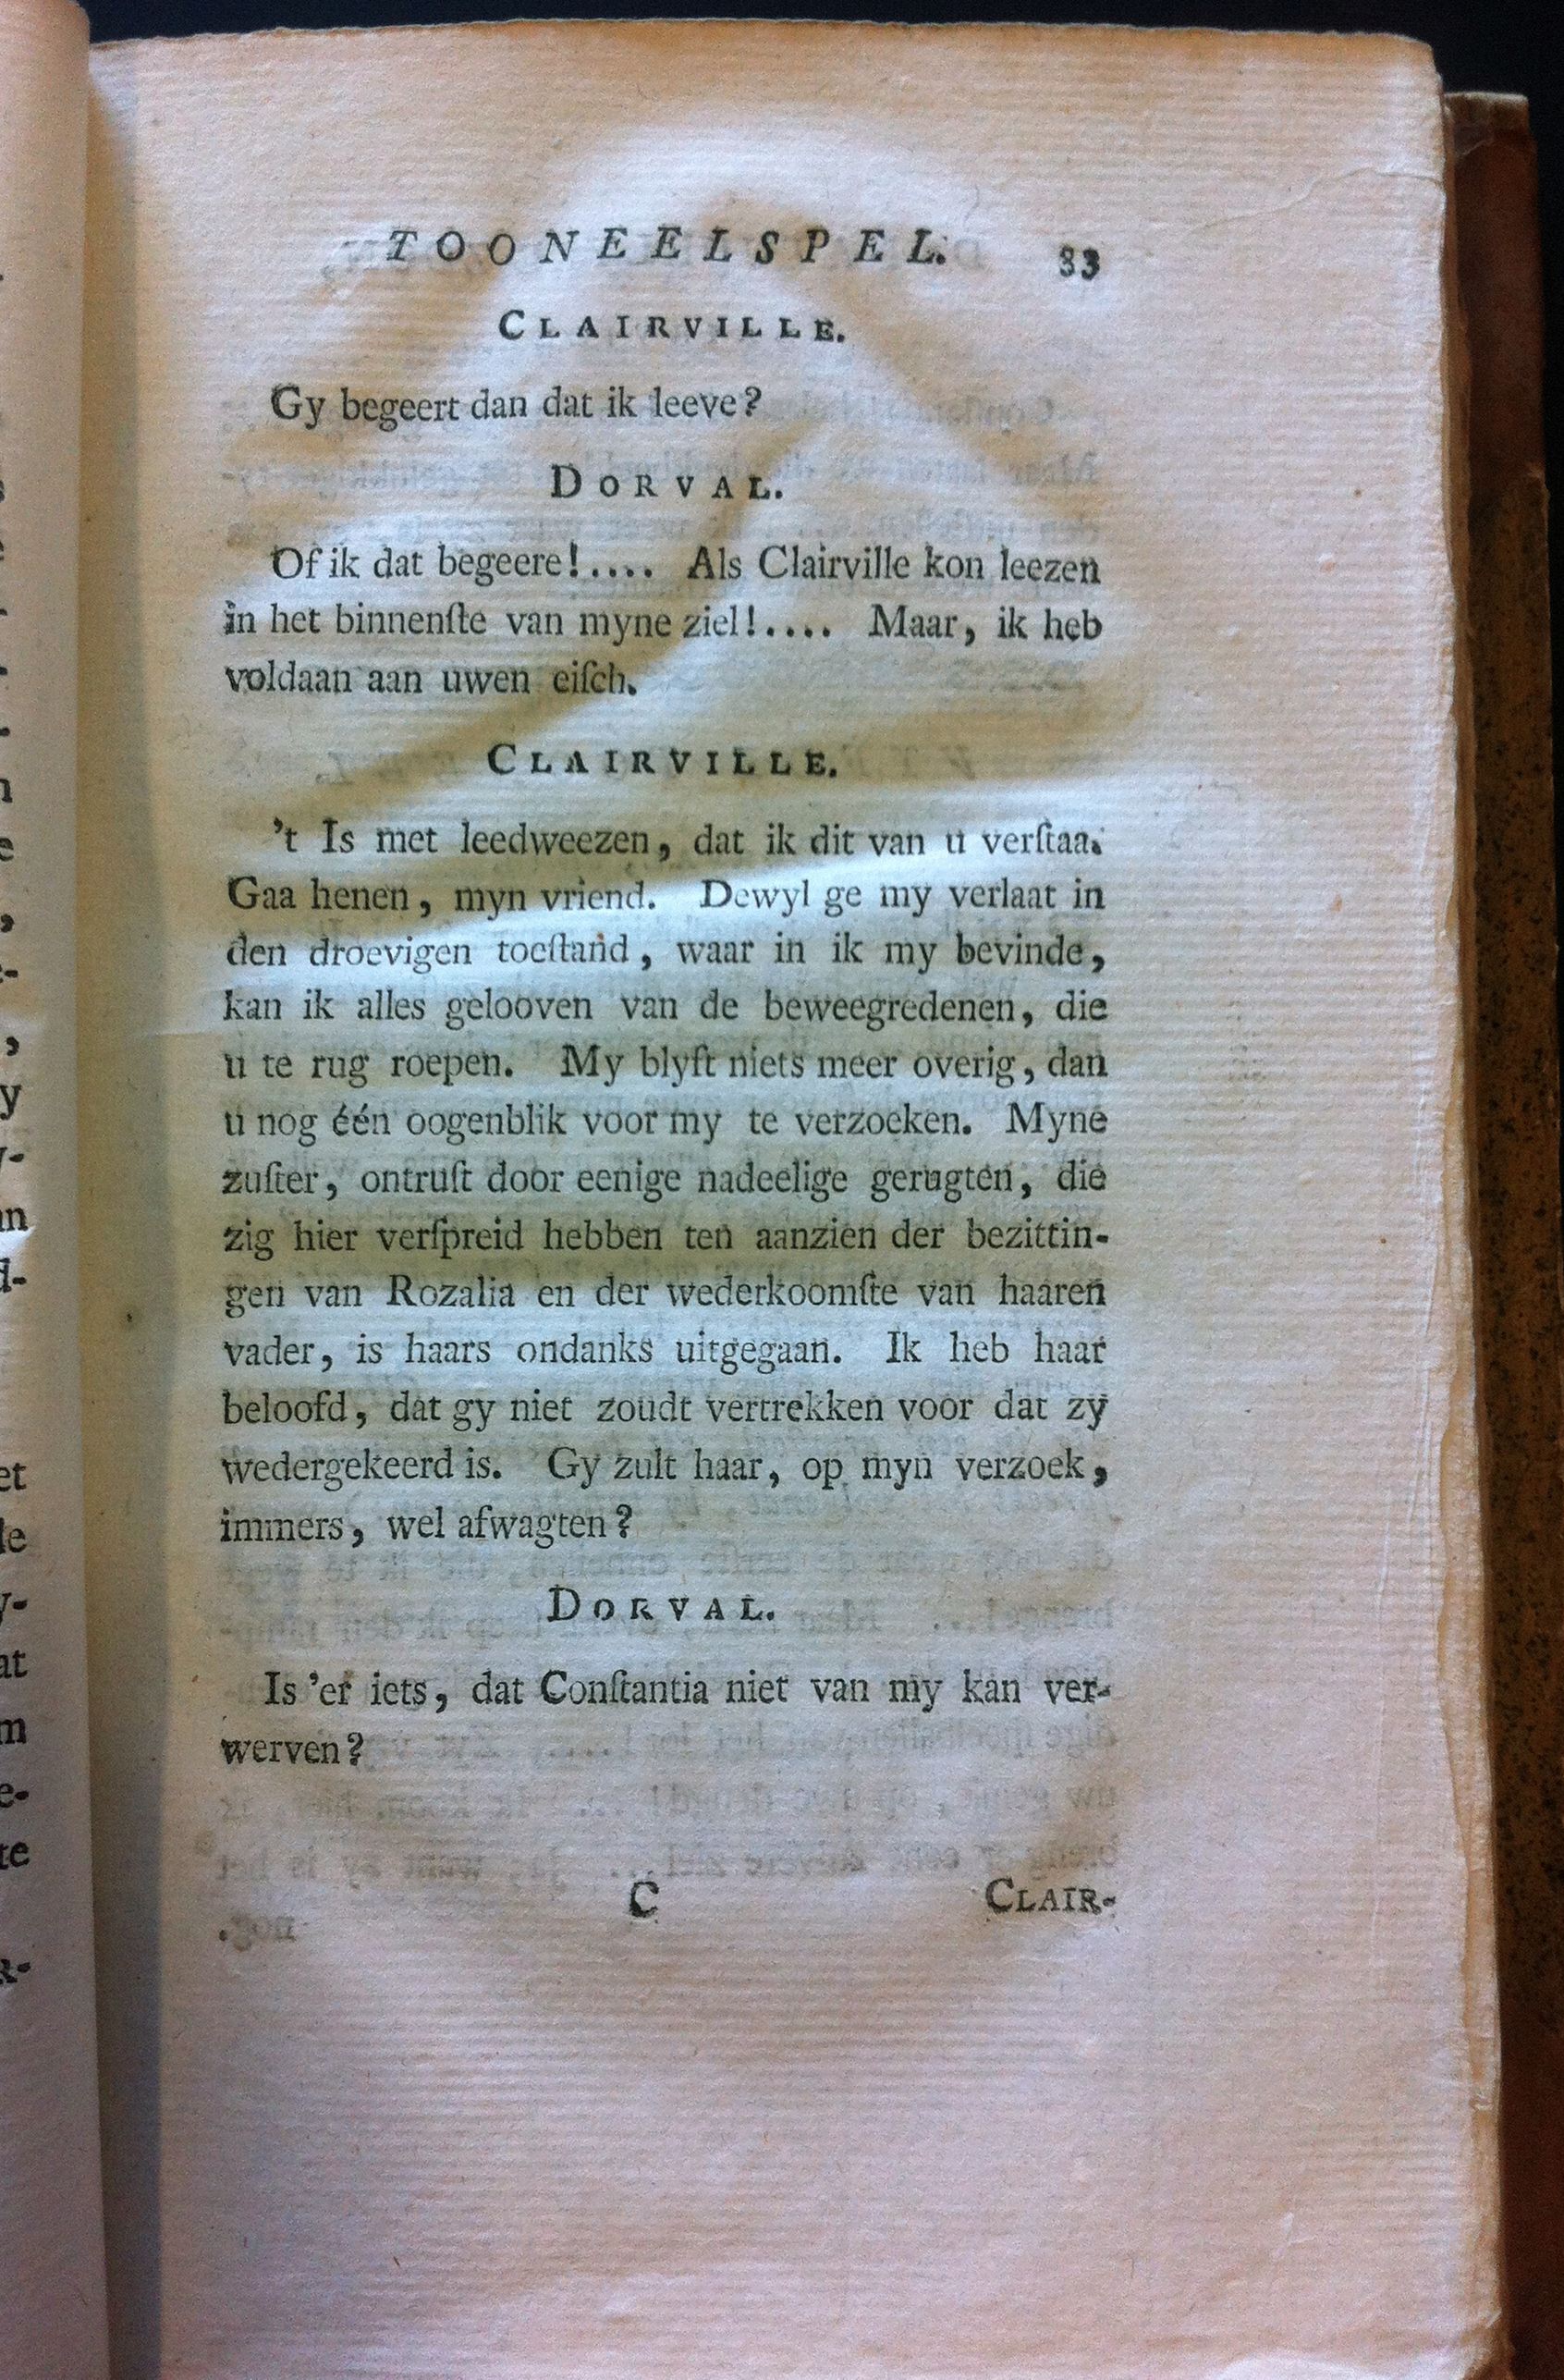 TOONEELSPEL. 33
CLAIRVILLE.
Gy begeert dan dat ik leeve?
DORVAL.
Of ik dat begeere!.... Als Clairville kon leezen
in het binnenſte van myne ziel!.... Maar, ik heb
voldaan aan uwen eiſch.
CLAIRVILLE.
't Is met leedweezen, dat ik dit van u verſtaa.
Gaa henen, myn vriend. Dewyl ge my verlaat in
den droevigen toeſtand, waar in ik my bevinde,
kan ik alles gelooven van de beweegredenen, die
u te rug roepen. My blyft niets meer overig, dan
u nog één oogenblik voor my te verzoeken. Myne
zuſter, ontruſt door eenige nadeelige gerugten, die
zig hier verſpreid hebben ten aanzien der bezittin-
gen van Rozalia en der wederkoomſte van haaren
vader, is haars ondanks uitgegaan. Ik heb haar
beloofd, dat gy niet zoudt vertrekken voor dat zy
wedergekeerd is. Gy zult haar, op myn verzoek,
immers, wel afwagten?
DORVAL.
Is 'er iets, dat Conſtantia niet van my kan ver-
werven?
C CLAIR-